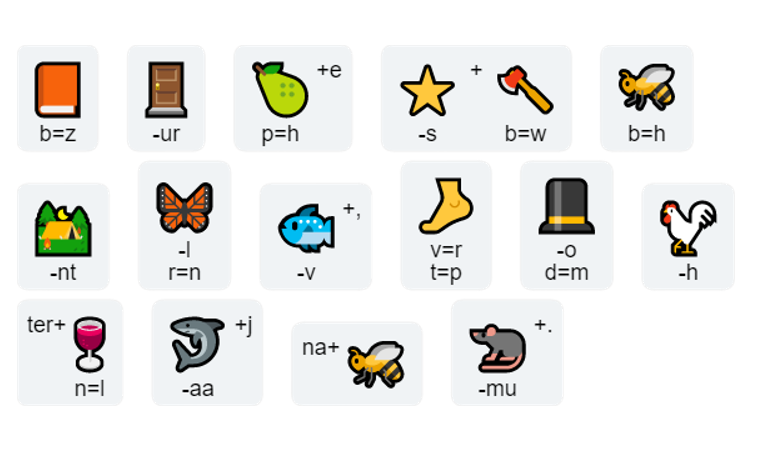 b=z -ur +e p=h + -s b=w b=h
-nt -l r=n +, -v v=r t=p -o d=m -h
ter+ n=l +j -aa na+ +. -mu